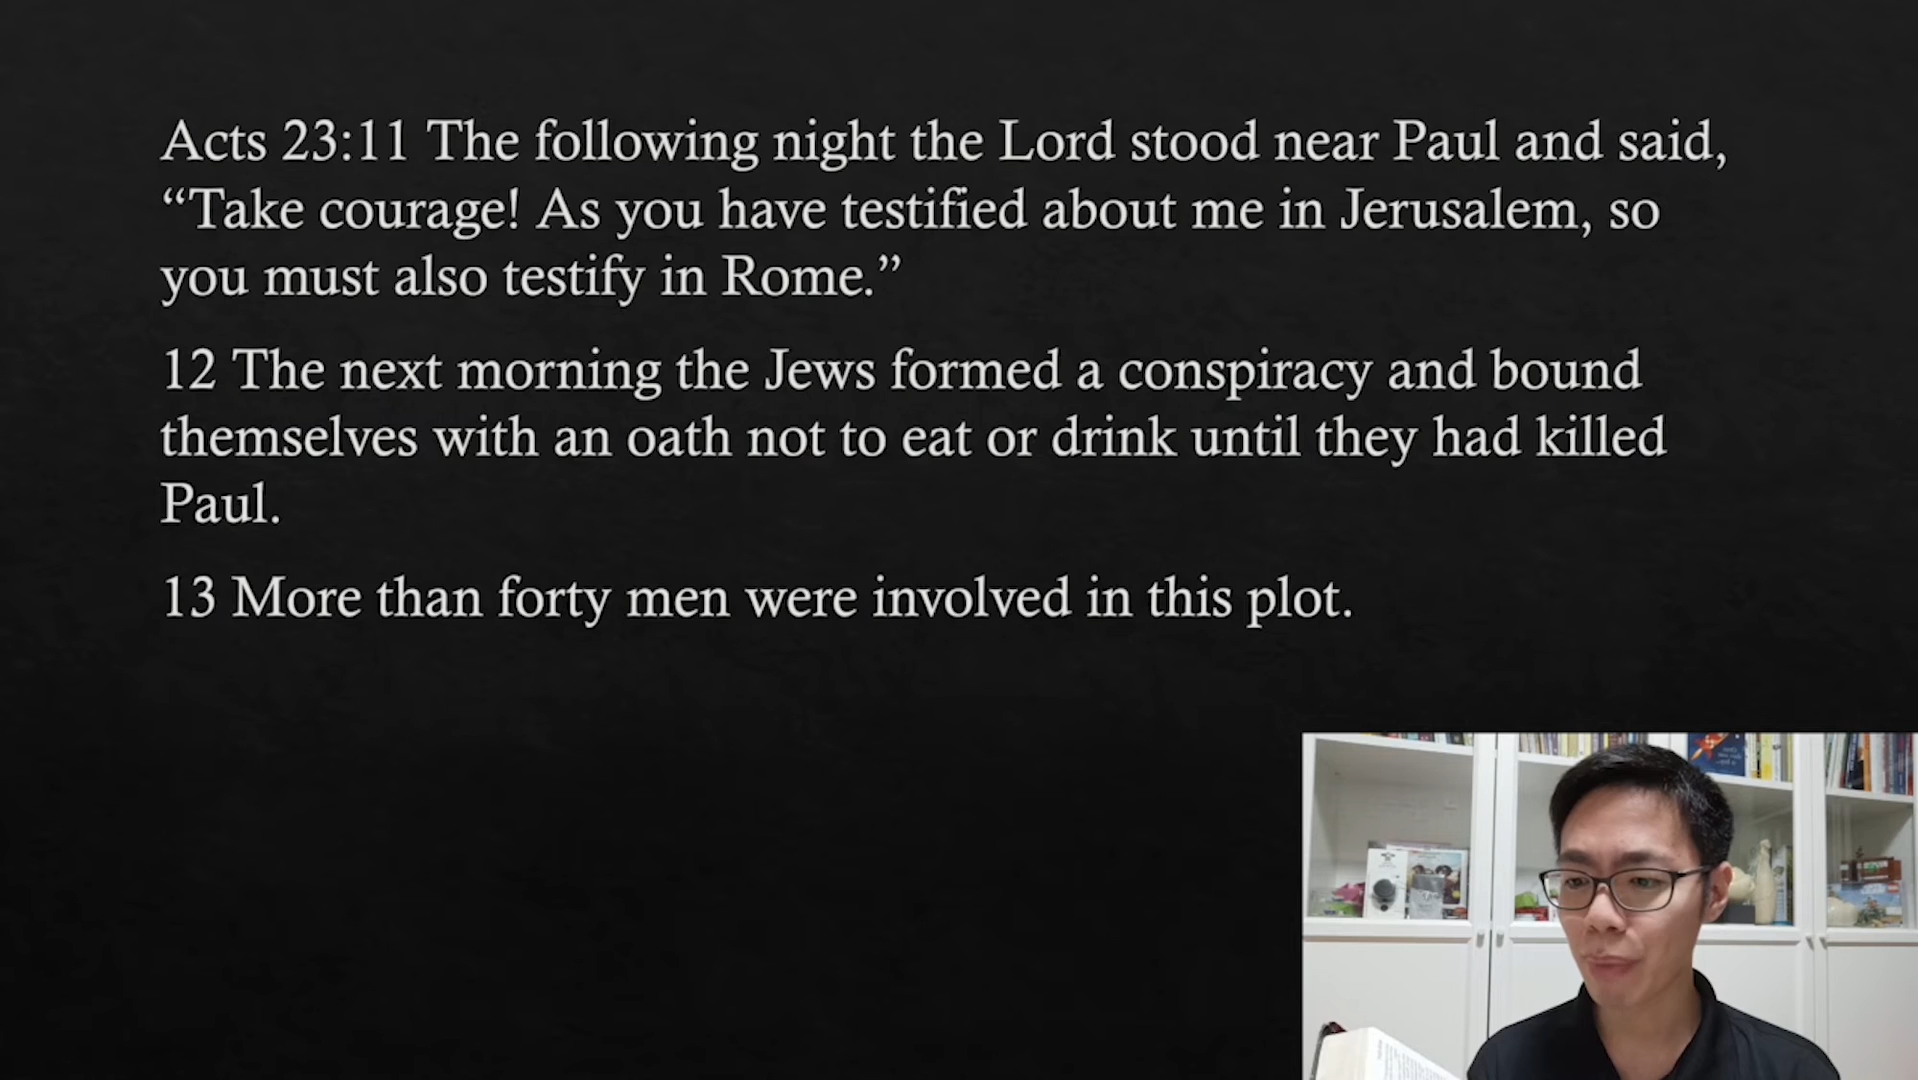 Acts 23:11 The following night the Lord stood near Paul and said,
“Take courage! As you have testified about me in Jerusalem, so
you must also testify in Rome.”
12 The next morning the Jews formed a conspiracy and bound
themselves with an oath not to eat or drink until they had killed
Paul.
13 More than forty men were involved in this plot.